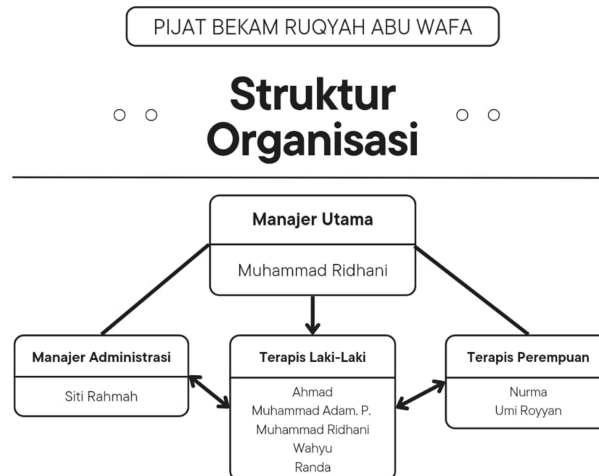 PIJAT BEKAM RUQYAH ABU WAFA
Struktur
Organisasi
Manajer Utama
Muhammad Ridhani
Manajer Administrasi
Siti Rahmah
Terapis Laki-Laki
Ahmad
Muhammad Adam. P.
Muhammad Ridhani
Wahyu
Randa
Terapis Perempuan
Nurma
Umi Royyan